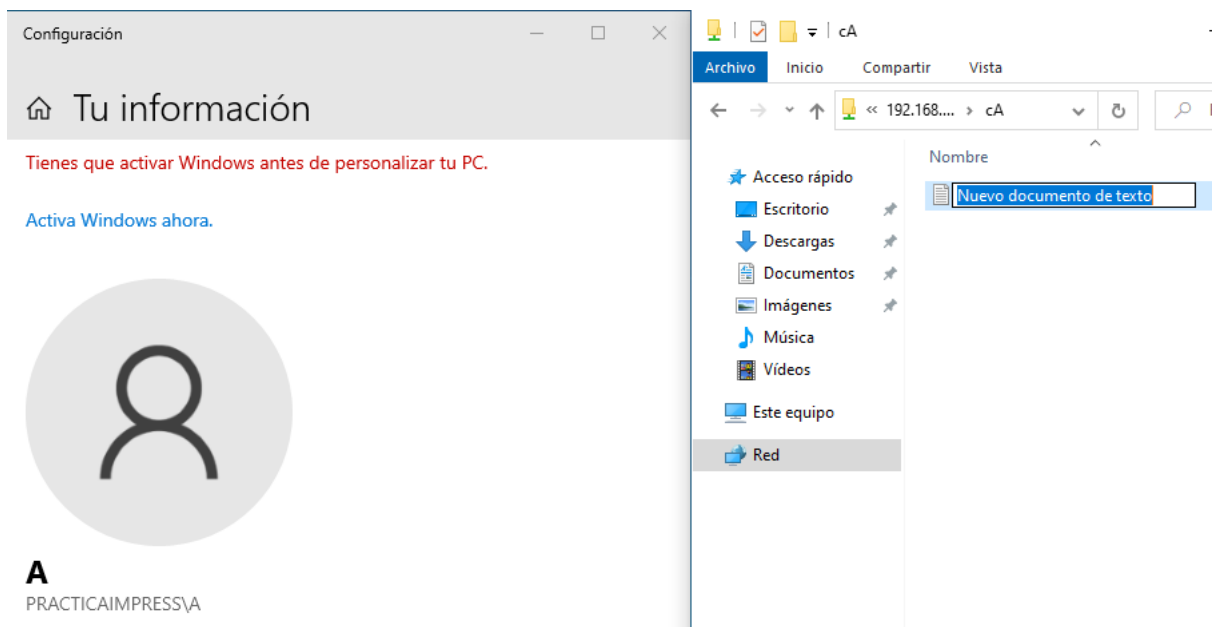 Configuración
Tu información
Tienes que activar Windows antes de personalizar tu PC.
Activa Windows ahora.
A
PRACTICAIMPRESS\A
cA
Archivo Inicio Compartir Vista
« 192.168.... › cA
Nombre
Nuevo documento de texto
Acceso rápido
Escritorio
Descargas
Documentos
Imágenes
Música
Vídeos
Este equipo
Red